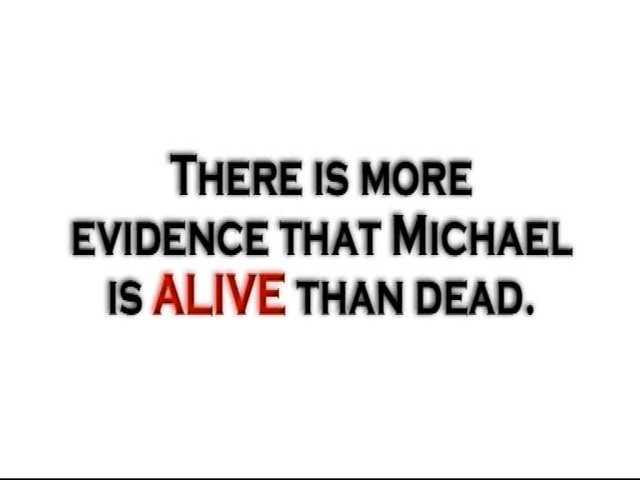 THERE IS MORE
EVIDENCE THAT MICHAEL
IS ALIVE THAN DEAD.